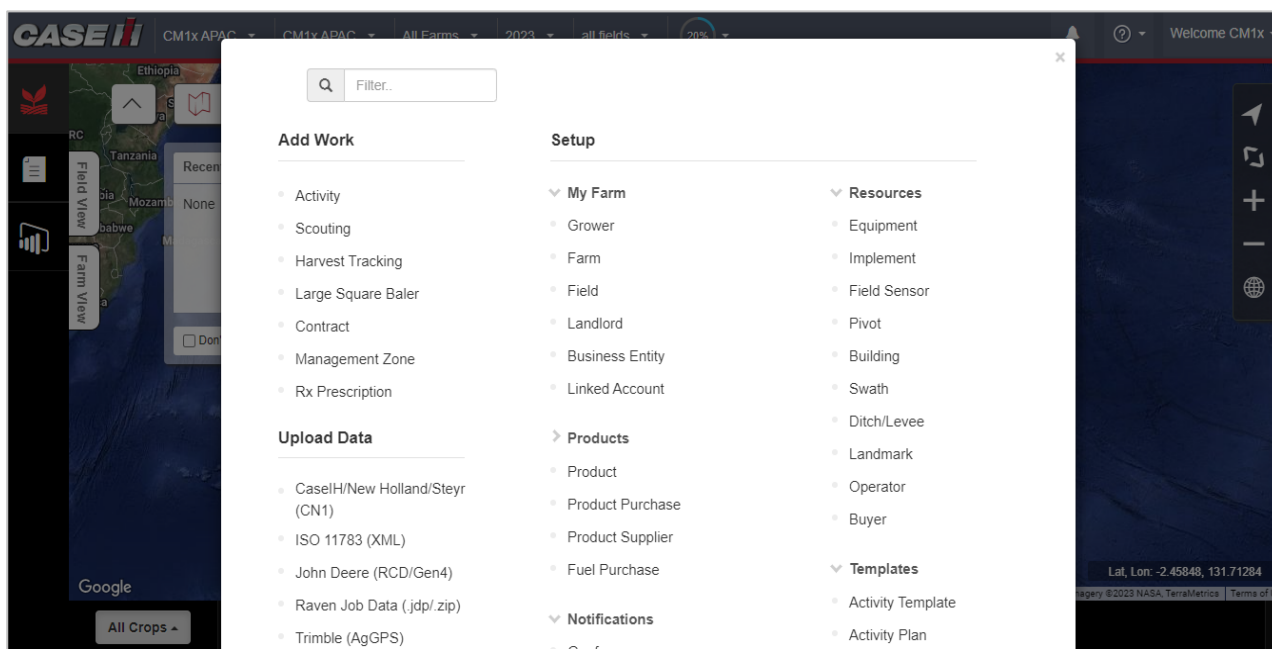 CASE IH
CM1x APAC
CM1x APAC
All Farms
2023
all fields
20%
Welcome CM1x
×
Filter..
Add Work
Activity
Scouting
Harvest Tracking
Large Square Baler
Contract
Management Zone
Rx Prescription
Upload Data
CaseIH/New Holland/Steyr
(CN1)
ISO 11783 (XML)
John Deere (RCD/Gen4)
Raven Job Data (.jdp/.zip)
Trimble (AgGPS)
Setup
My Farm
Grower
Farm
Field
Landlord
Business Entity
Linked Account
Products
Product
Product Purchase
Product Supplier
Fuel Purchase
Notifications
Resources
Equipment
Implement
Field Sensor
Pivot
Building
Swath
Ditch/Levee
Landmark
Operator
Buyer
Templates
Activity Template
Activity Plan
Ethiopia
RC
Tanzania
Mozamb
babwe
Field View
Farm View
Recen
None
Don'
Google
All Crops
Lat, Lon: -2.45848, 131.71284
nagery ©2023 NASA, TerraMetrics
Terms of